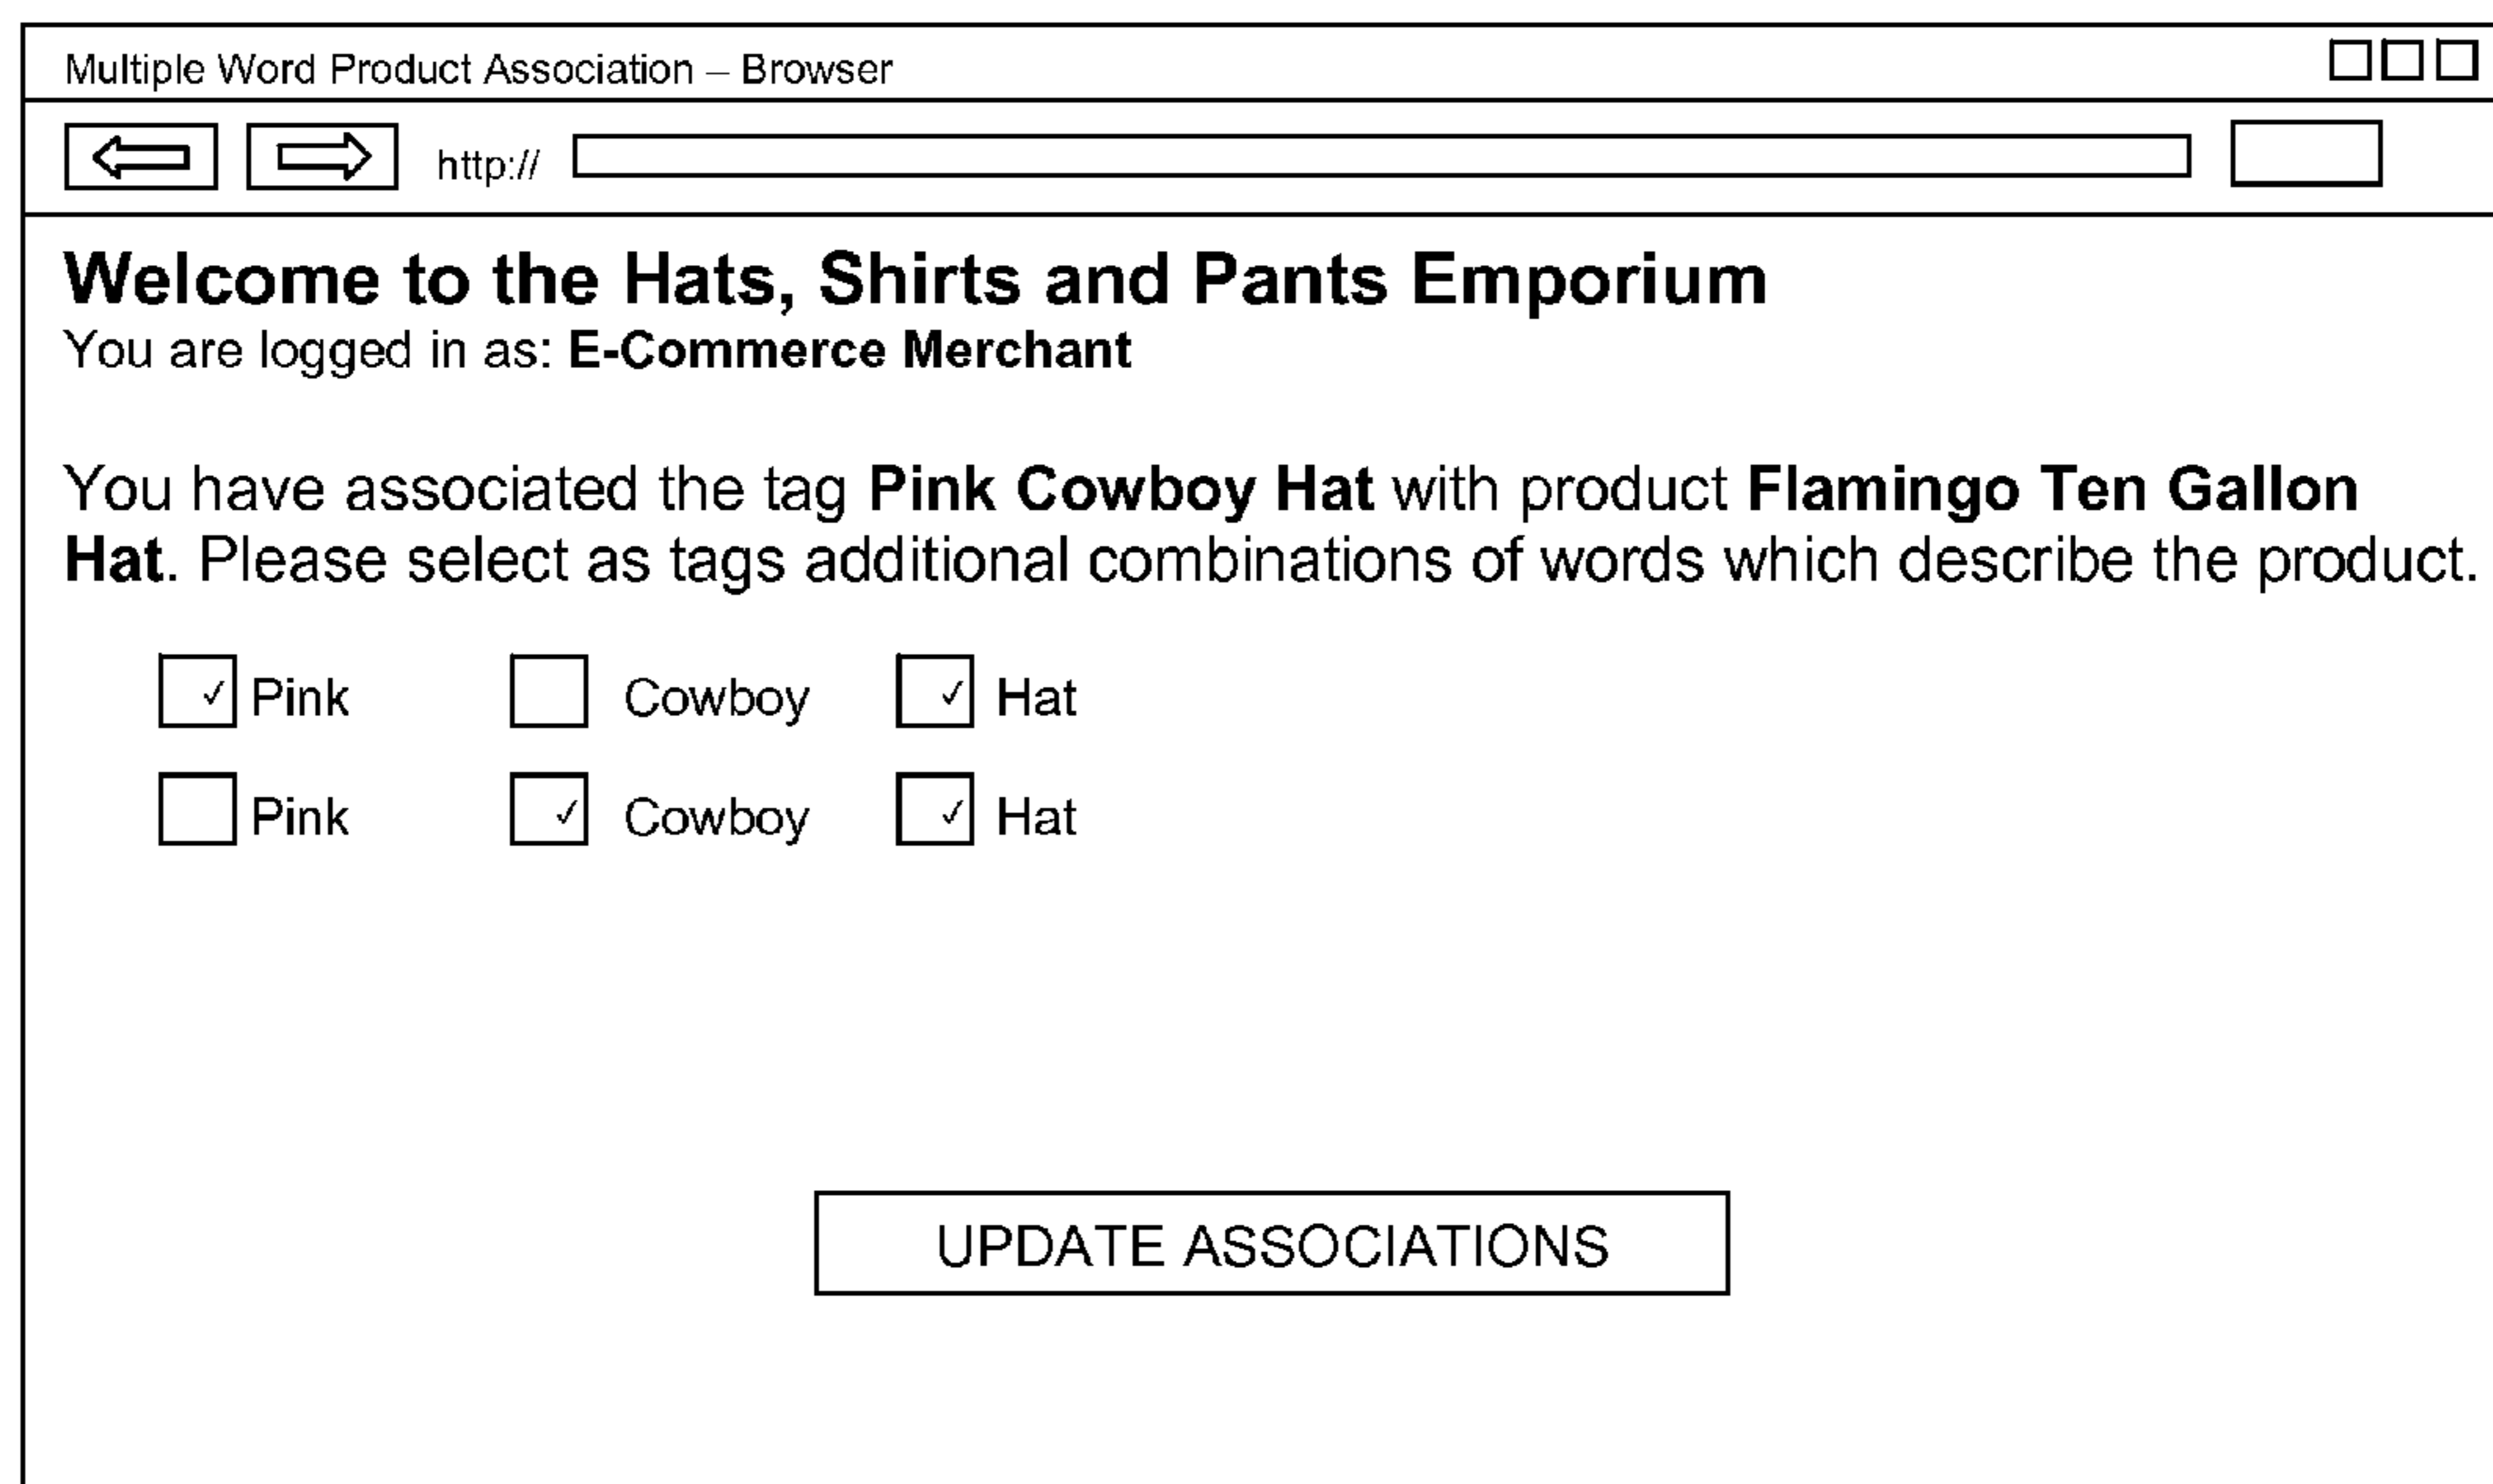 Multiple Word Product Association – Browser
http://
Welcome to the Hats, Shirts and Pants Emporium
You are logged in as: E-Commerce Merchant
You have associated the tag Pink Cowboy Hat with product Flamingo Ten Gallon
Hat. Please select as tags additional combinations of words which describe the product.
✓ Pink Cowboy ✓ Hat
Pink ✓ Cowboy ✓ Hat
UPDATE ASSOCIATIONS